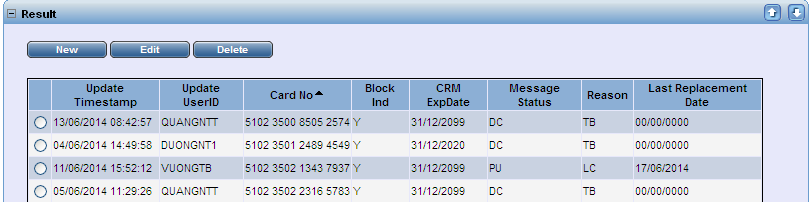 Result
New Edit Delete
Update Timestamp Update UserID Card No Block Ind CRM ExpDate Message Status Reason Last Replacement Date
13/06/2014 08:42:57 QUANGNTT 5102 3500 8505 2574 Y 31/12/2099 DC TB 00/00/0000
04/06/2014 14:49:58 DUONGNT1 5102 3501 2489 4549 Y 31/12/2020 DC TB 00/00/0000
11/06/2014 15:52:12 VUONGTB 5102 3502 1343 7937 Y 31/12/2099 PU LC 17/06/2014
05/06/2014 11:29:26 QUANGNTT 5102 3502 2316 5783 Y 31/12/2099 DC TB 00/00/0000